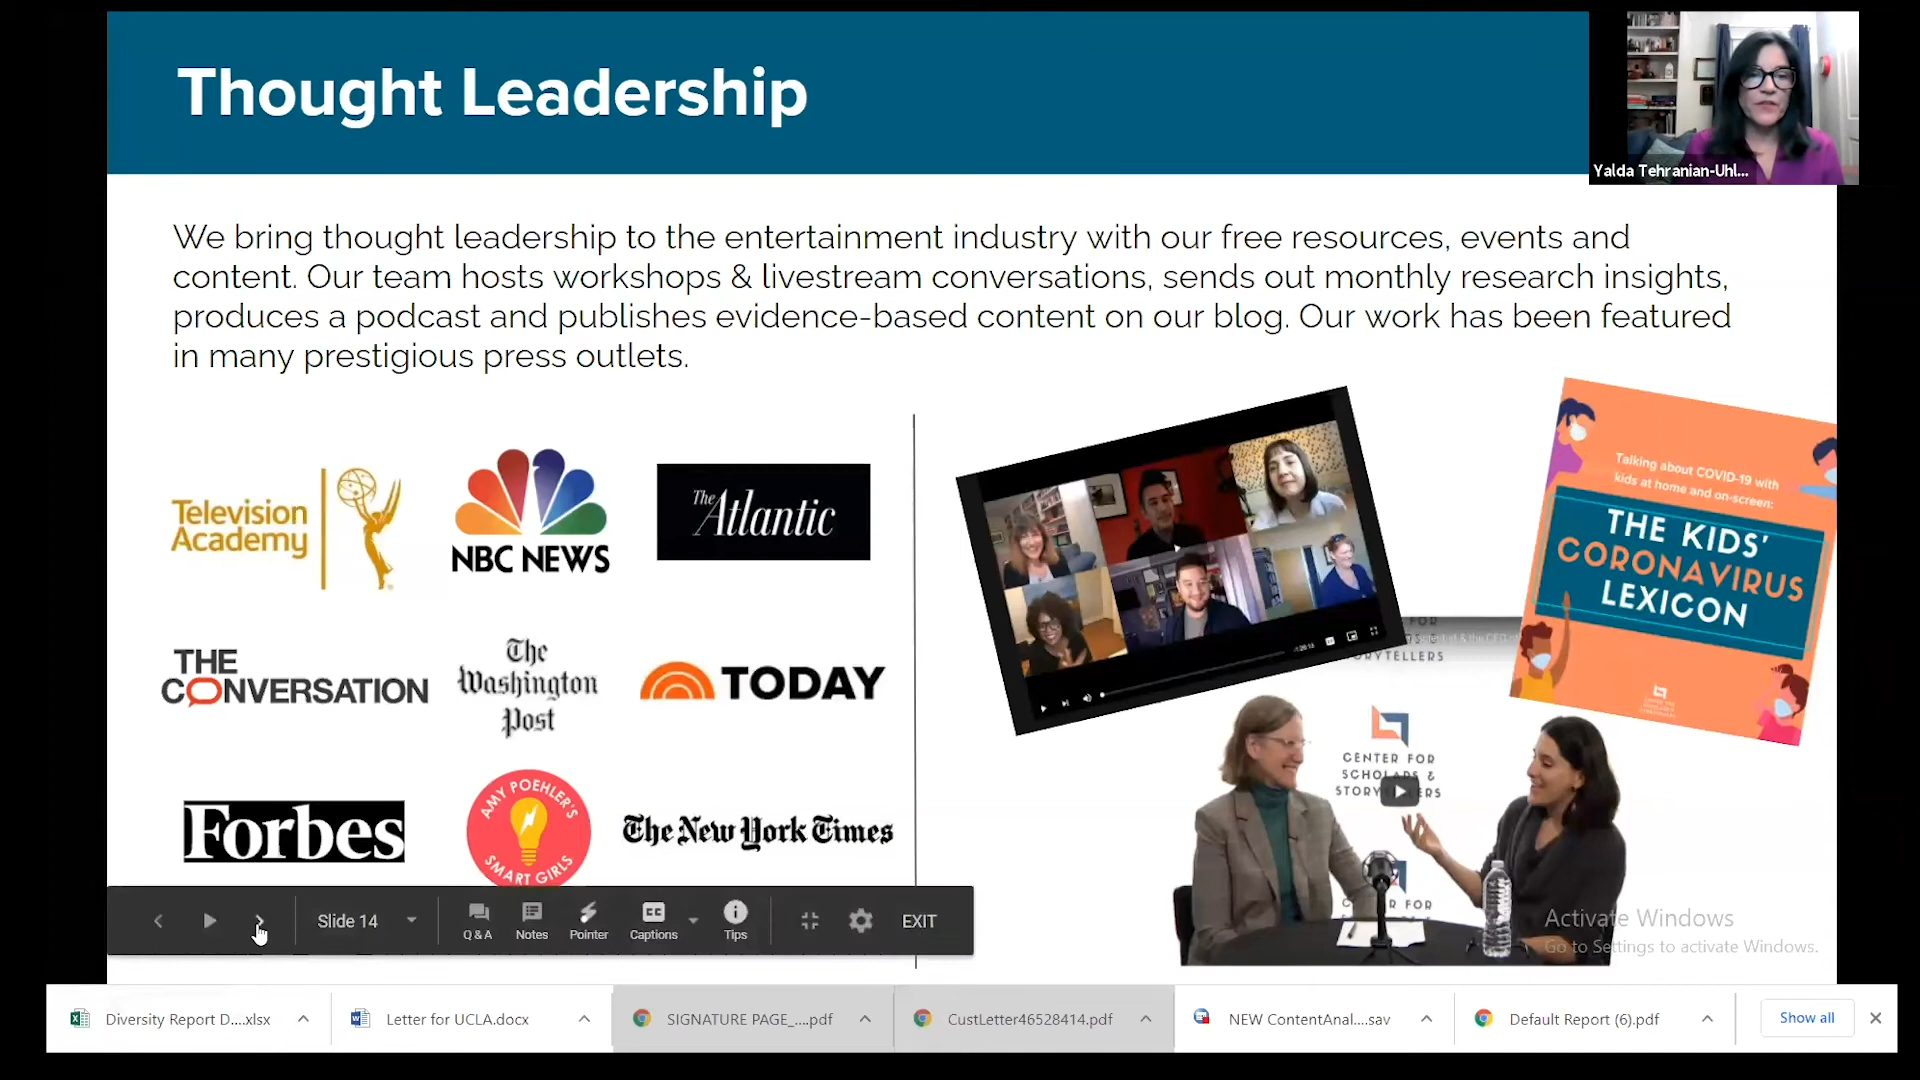 Thought Leadership
Yalda Tehranian-Uhl...
We bring thought leadership to the entertainment industry with our free resources, events and
content. Our team hosts workshops & livestream conversations, sends out monthly research insights,
produces a podcast and publishes evidence-based content on our blog. Our work has been featured
in many prestigious press outlets.
Television
Academy
NBC NEWS
The
Atlantic
THE
CONVERSATION
The
Washington
Post
TODAY
Forbes
AMY POEHLER'S
SMART GIRLS
The New York Times
Talking about COVID-19 with
kids at home and on-screen:
THE KIDS'
CORONAVIRUS
LEXICON
FOR
& the CEO
CENTER FOR
SCHOLARS &
STORYTELLERS
Activate Windows
Go to Settings to activate Windows.
Slide 14
Q & A
Notes
Pointer
CC
Captions
Tips
EXIT
Diversity Report D....xlsx
Letter for UCLA.docx
SIGNATURE PAGE_....pdf
CustLetter46528414.pdf
NEW ContentAnal....sav
Default Report (6).pdf
Show all